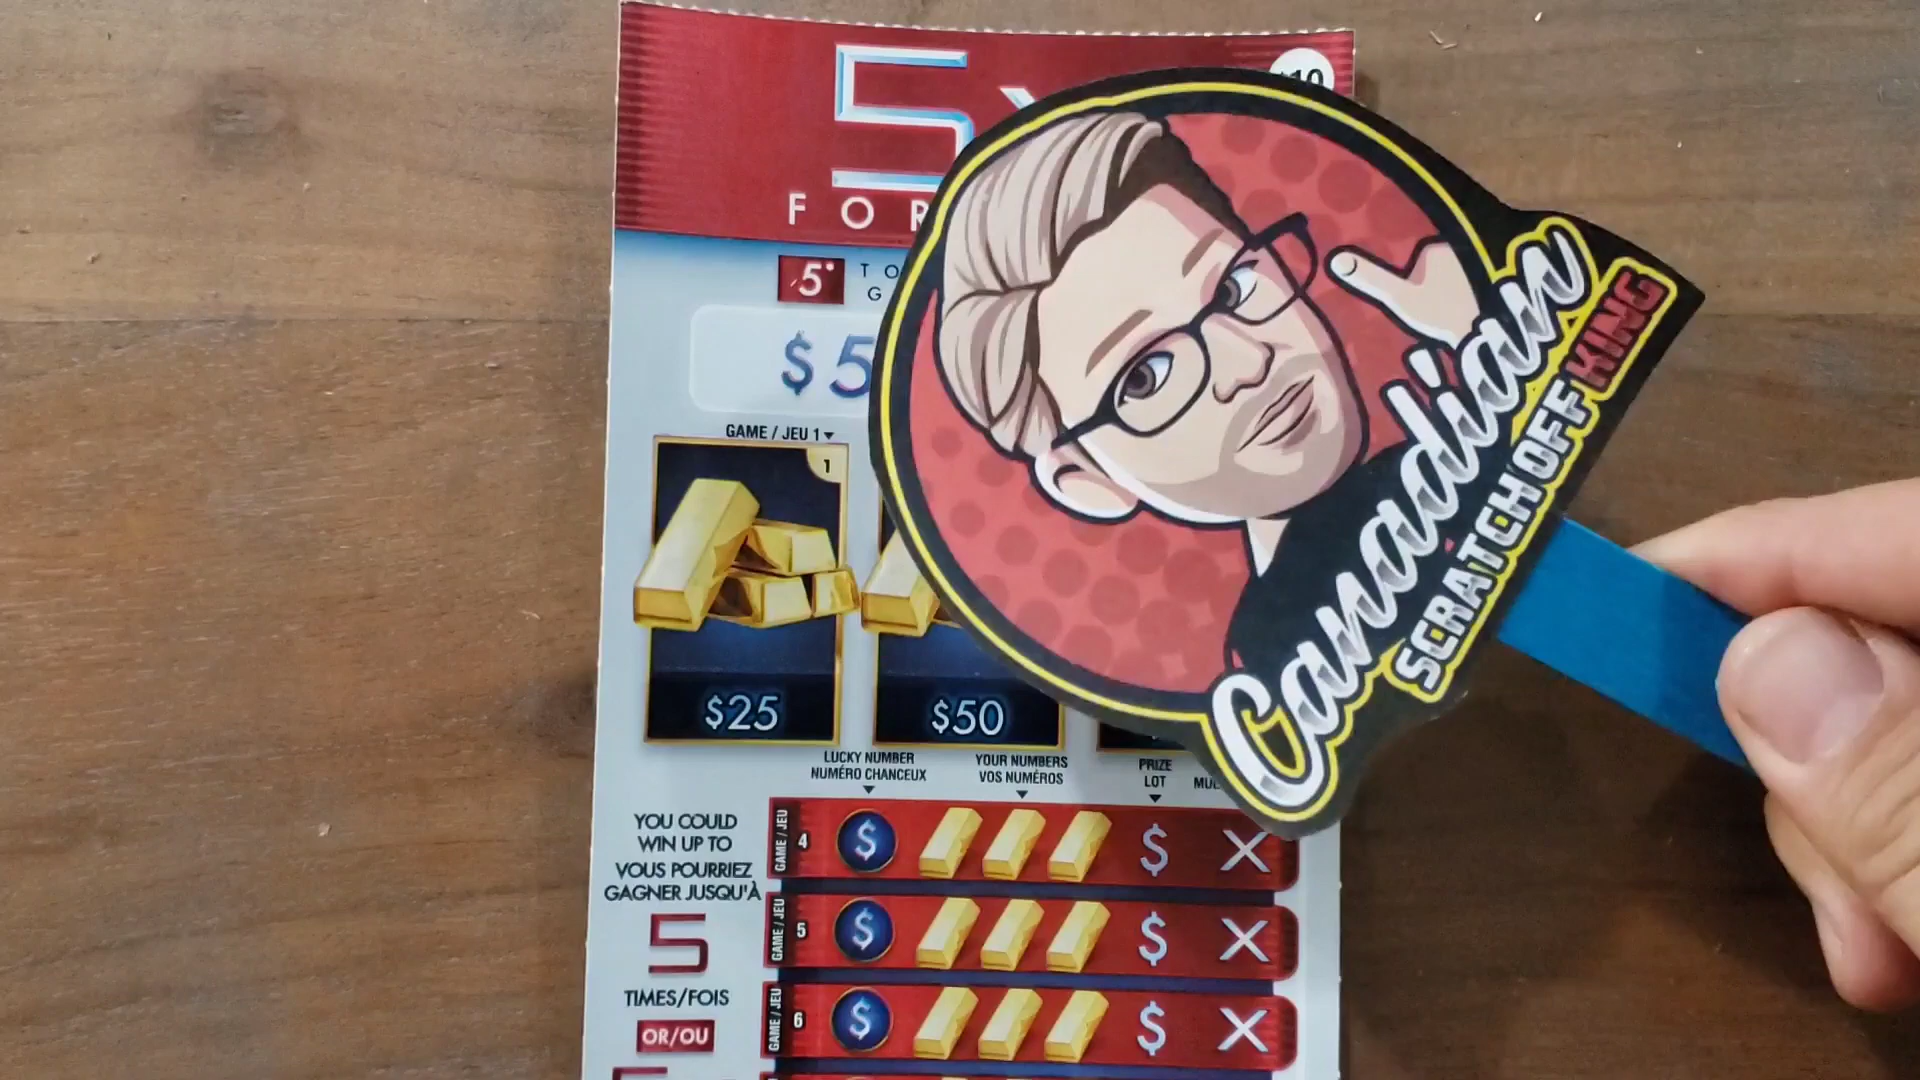 5
$10
FOR
5
TO
G
$5
GAME / JEU 1
1
$25
$50
LUCKY NUMBER
NUMÉRO CHANCEUX
YOUR NUMBERS
VOS NUMÉROS
PRIZE
LOT
MUL
YOU COULD
WIN UP TO
VOUS POURRIEZ
GAGNER JUSQU'À
5
TIMES/FOIS
OR/OU
GAME / JEU 4 $ $ X
GAME / JEU 5 $ $ X
GAME / JEU 6 $ $ X
Canadian
SCRATCH OFF KING